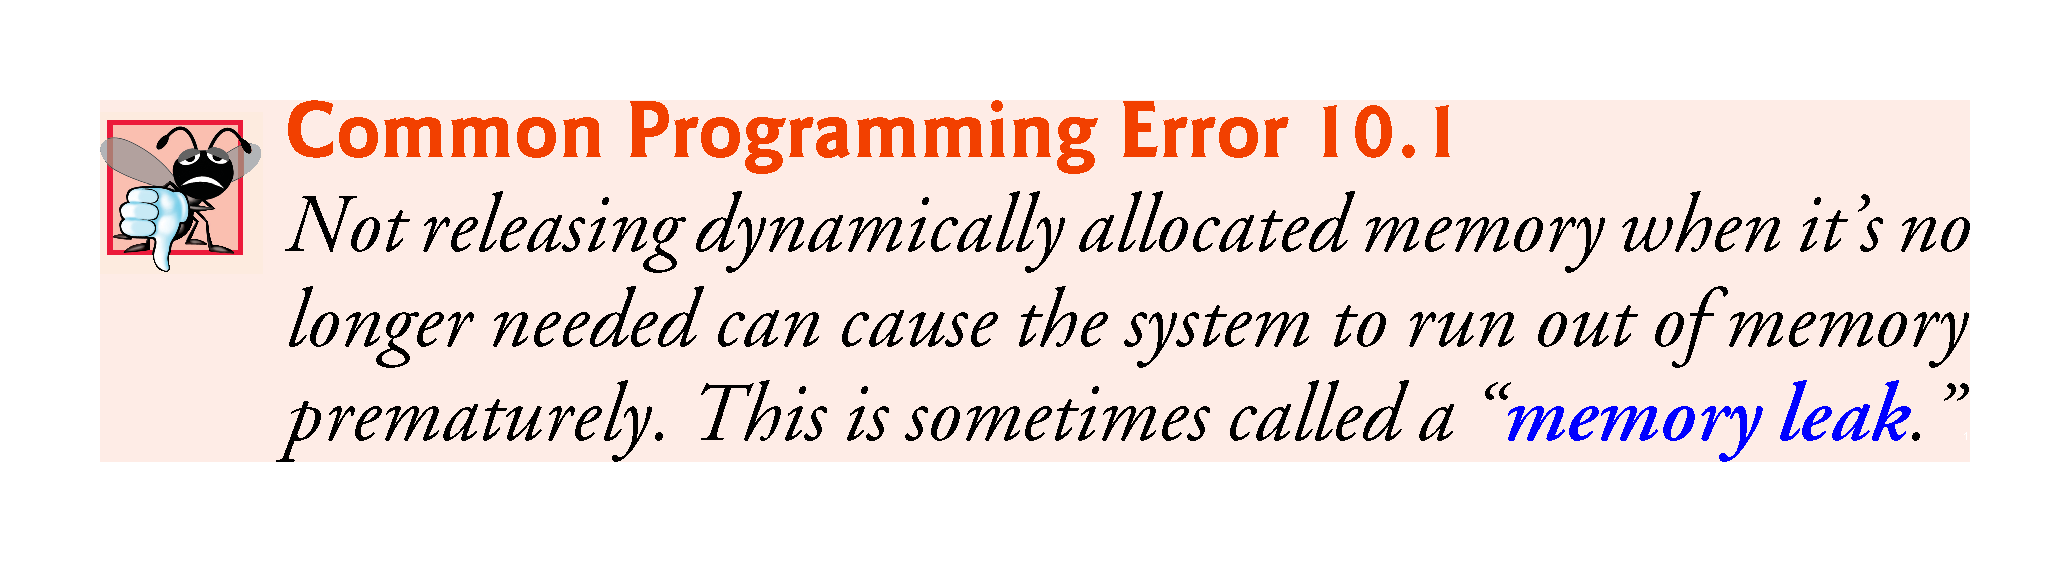 Common Programming Error 10.1
Not releasing dynamically allocated memory when it’s no
longer needed can cause the system to run out of memory
prematurely. This is sometimes called a “memory leak.”